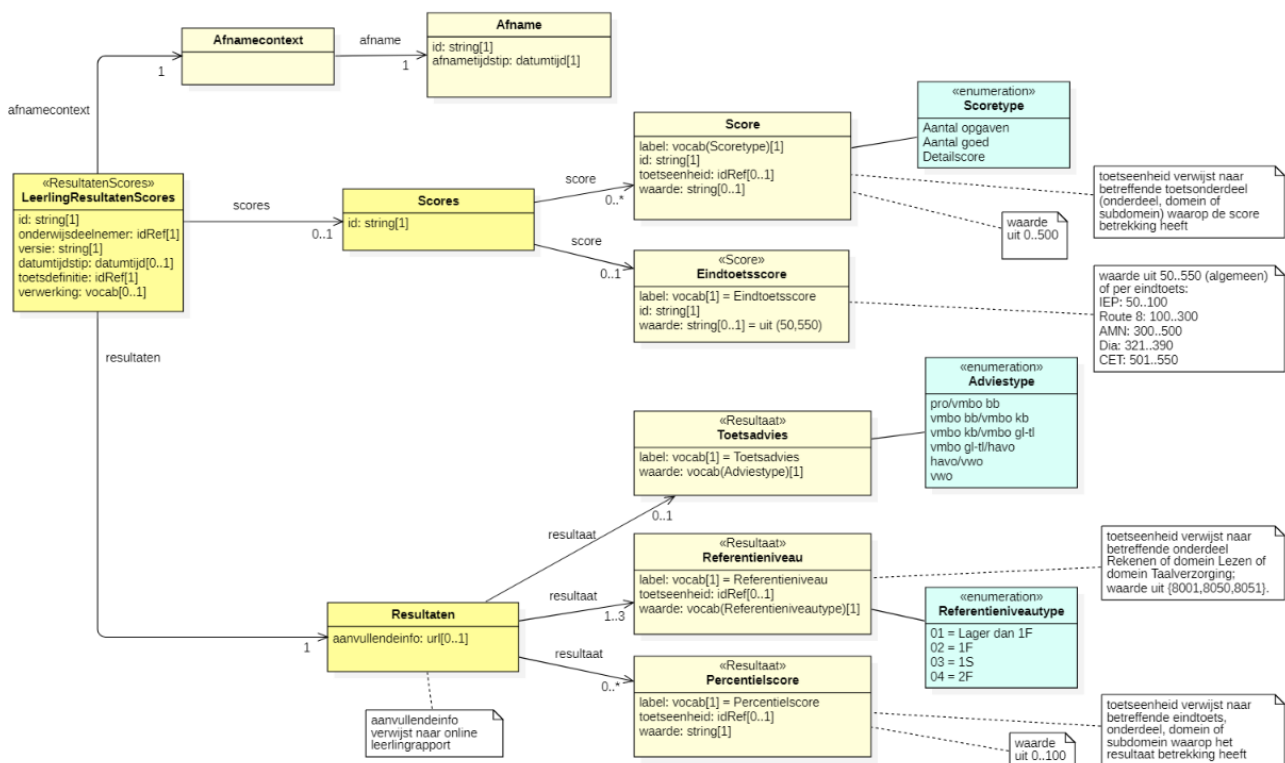 Afnamecontext
afname
1
Afname
id: string[1]
afnametijdstip: datumtijd[1]
1
afnamecontext
«ResultatenScores»
LeerlingResultatenScores
id: string[1]
onderwijsdeelnemer: idRef[1]
versie: string[1]
datumtijdstip: datumtijd[0..1]
toetsdefinitie: idRef[1]
verwerking: vocab[0..1]
scores
0..1
Scores
id: string[1]
score
0..*
Score
label: vocab(Scoretype)[1]
id: string[1]
toetseenheid: idRef[0..1]
waarde: string[0..1]
«enumeration»
Scoretype
Aantal opgaven
Aantal goed
Detailscore
toetseenheid verwijst naar
betreffende toetsonderdeel
(onderdeel, domein of
subdomein) waarop de score
betrekking heeft
waarde
uit 0..500
score
0..1
«Score»
Eindtoetsscore
label: vocab[1] = Eindtoetsscore
id: string[1]
waarde: string[0..1] = uit (50,550)
waarde uit 50..550 (algemeen)
of per eindtoets:
IEP: 50..100
Route 8: 100..300
AMN: 300..500
Dia: 321..390
CET: 501..550
resultaten
1
Resultaten
aanvullendeinfo: url[0..1]
aanvullendeinfo
verwijst naar online
leerlingrapport
resultaat
0..1
«Resultaat»
Toetsadvies
label: vocab[1] = Toetsadvies
waarde: vocab(Adviestype)[1]
«enumeration»
Adviestype
pro/vmbo bb
vmbo bb/vmbo kb
vmbo kb/vmbo gl-tl
vmbo gl-tl/havo
havo/vwo
vwo
resultaat
1..3
«Resultaat»
Referentieniveau
label: vocab[1] = Referentieniveau
toetseenheid: idRef[0..1]
waarde: vocab(Referentieniveautype)[1]
toetseenheid verwijst naar
betreffende onderdeel
Rekenen of domein Lezen of
domein Taalverzorging;
waarde uit {8001,8050,8051}.
«enumeration»
Referentieniveautype
01 = Lager dan 1F
02 = 1F
03 = 1S
04 = 2F
resultaat
0..*
«Resultaat»
Percentielscore
label: vocab[1] = Percentielscore
toetseenheid: idRef[0..1]
waarde: string[1]
waarde
uit 0..100
toetseenheid verwijst naar
betreffende eindtoets,
onderdeel, domein of
subdomein waarop het
resultaat betrekking heeft